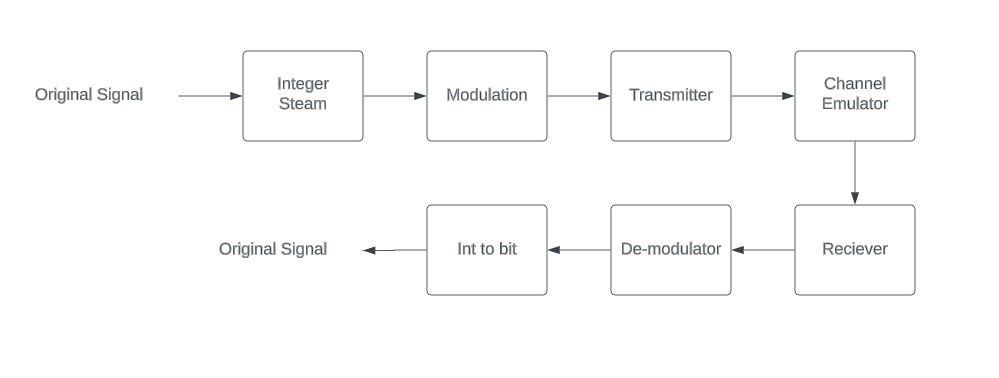 Original Signal
Integer
Steam
Modulation
Transmitter
Channel
Emulator
Original Signal
Int to bit
De-modulator
Reciever